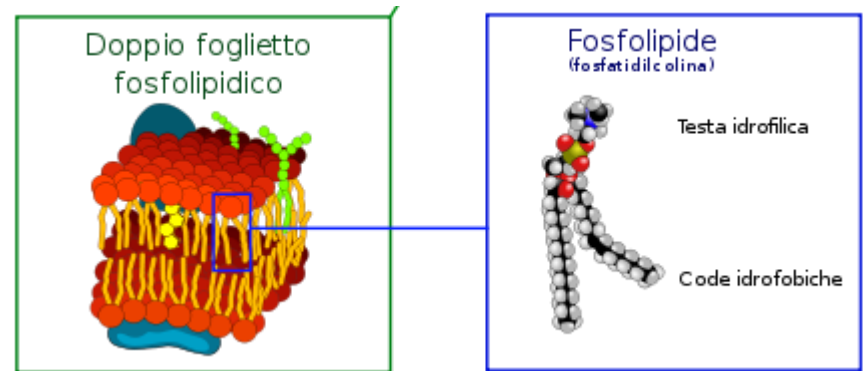 Doppio foglietto
fosfolipidico
Fosfolipide
(fosfatidilcolina)
Testa idrofilica
Code idrofobiche